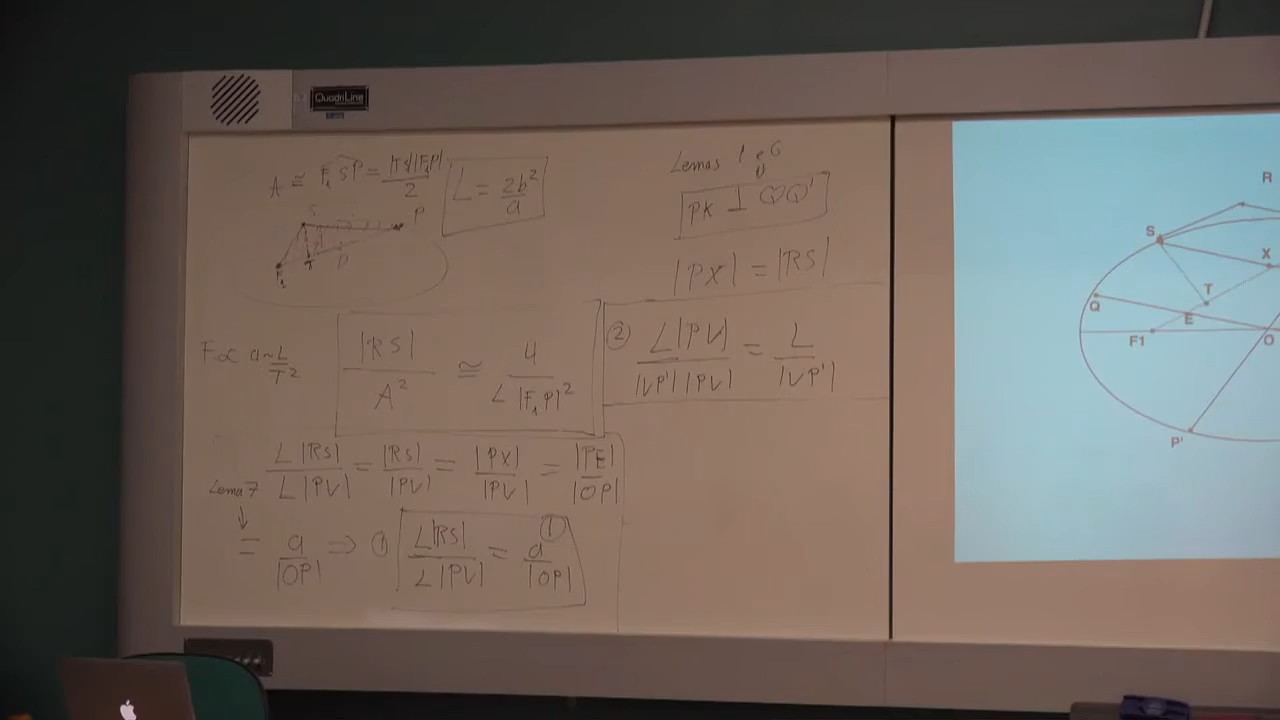 QuadriLine
A ≅ F₁SP = |TS||F₁P| / 2
L = 2b² / a
S P
F₁ T
F ∝ a ~ L / T²
|RS| / A² ≅ 4 / L |F₁P|²
L |RS| / L |PV| = |RS| / |PV| = |PX| / |PV| = |PE| / |OP|
Lema 7
↓
= a / |OP| ⇒ ① L|RS| / L|PV| = a / |OP| ①
Lemas 1 e 6
⇓
PK ⊥ QQ'
|PX| = |RS|
② L|PV| / |VP'||PV| = L / |VP'|
R
S
X
T
Q
E
F1
O
P'